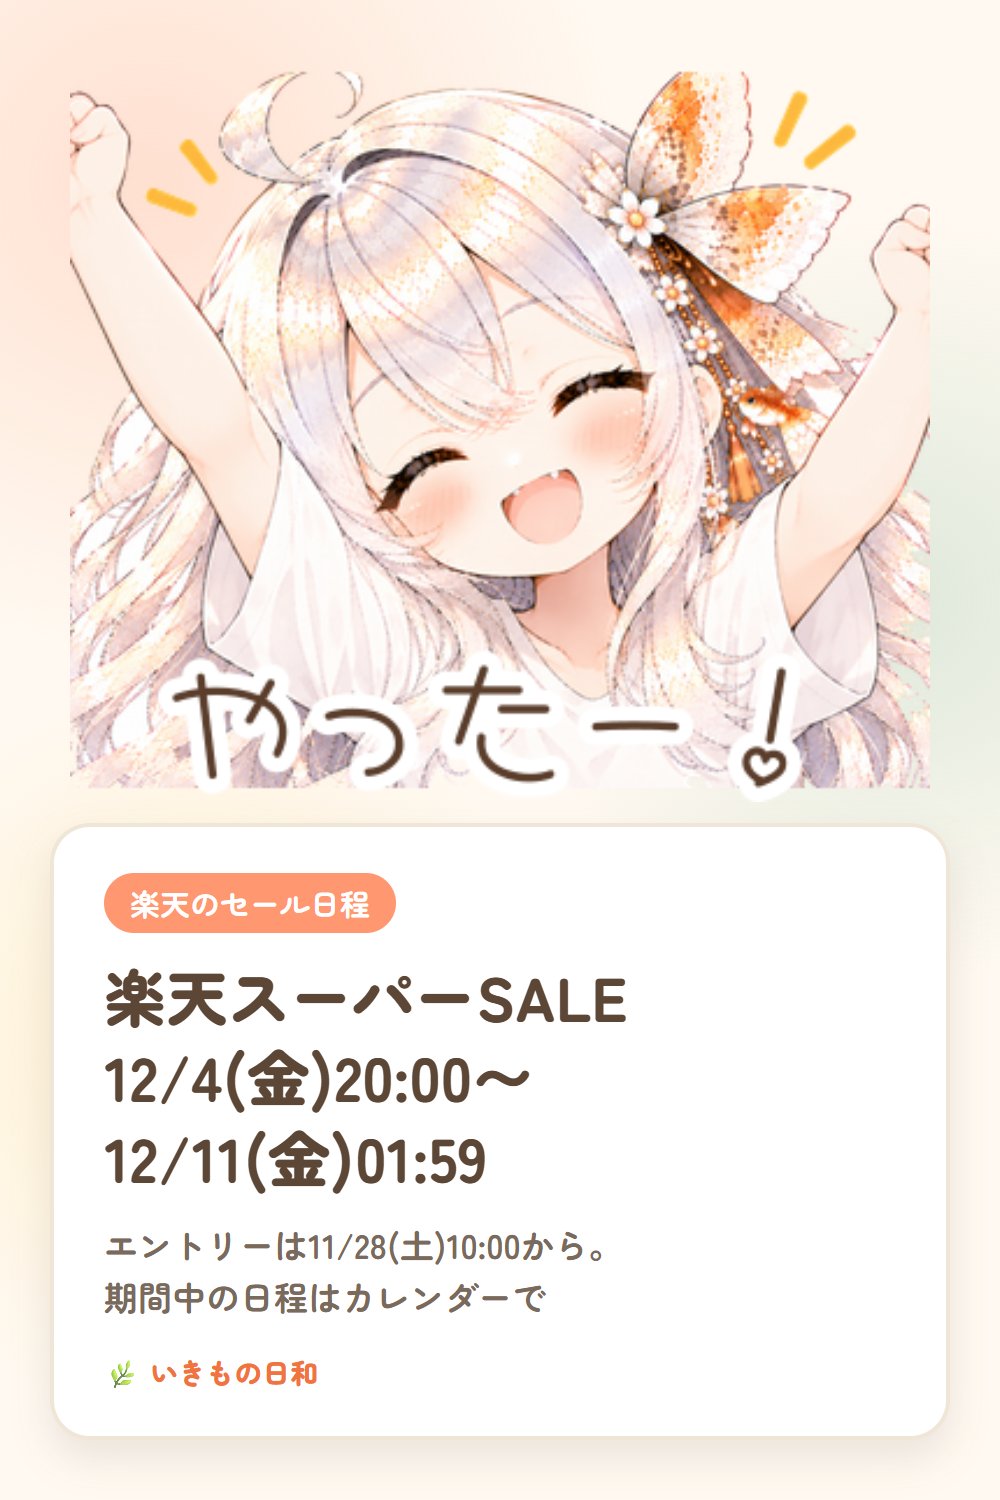 やったー！
楽天のセール日程
楽天スーパーSALE
12/4(金)20:00〜
12/11(金)01:59
エントリーは11/28(土)10:00から。
期間中の日程はカレンダーで
いきもの日和